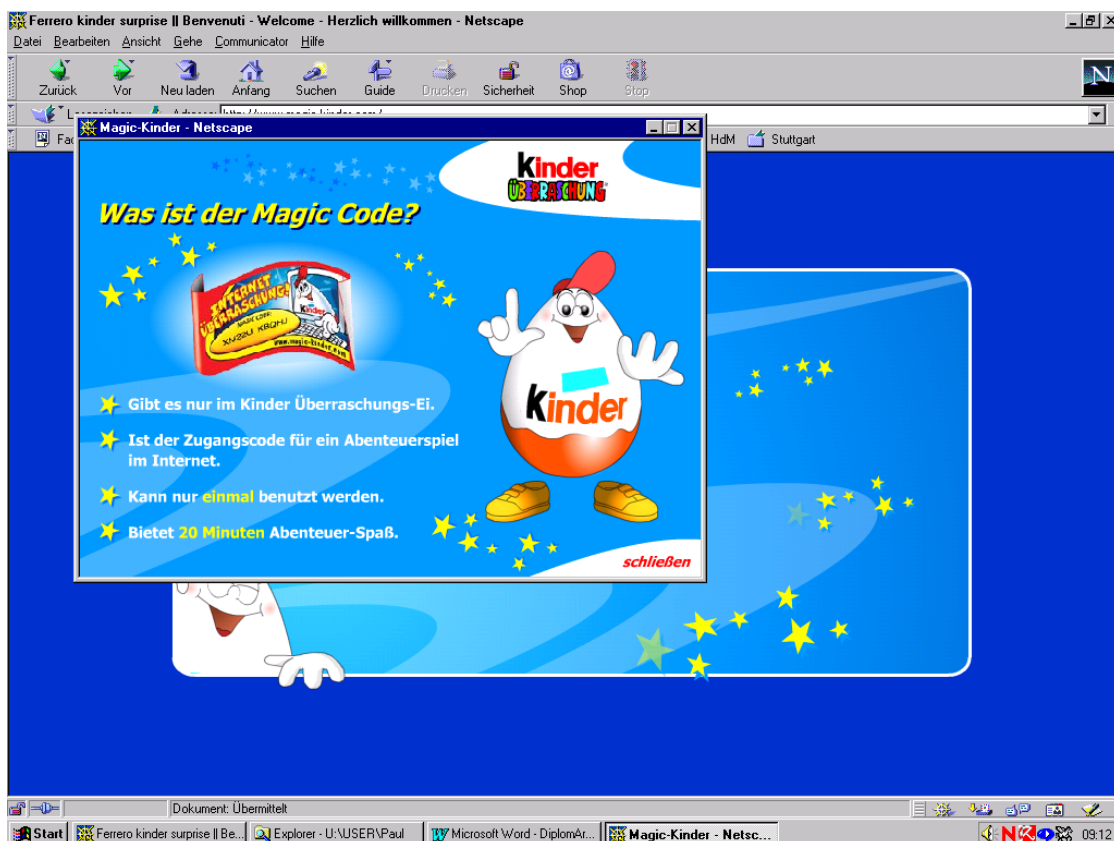 Ferrero kinder surprise || Benvenuti - Welcome - Herzlich willkommen - Netscape
Datei Bearbeiten Ansicht Gehe Communicator Hilfe
Zurück Vor Neu laden Anfang Suchen Guide Drucken Sicherheit Shop Stop
N
Magic-Kinder - Netscape
HdM Stuttgart
Kinder
ÜBERRASCHUNG
Was ist der Magic Code?
INTERNET
ÜBERRASCHUNG!
Kinder
MAGIC CODE:
www.magic-kinder.com
Kinder
Gibt es nur im Kinder Überraschungs-Ei.
Ist der Zugangscode für ein Abenteuerspiel
im Internet.
Kann nur einmal benutzt werden.
Bietet 20 Minuten Abenteuer-Spaß.
schließen
Dokument: Übermittelt
Start Ferrero kinder surprise || Be... Explorer - U:\USER\Paul Microsoft Word - DiplomAr... Magic-Kinder - Netsc... 09:12